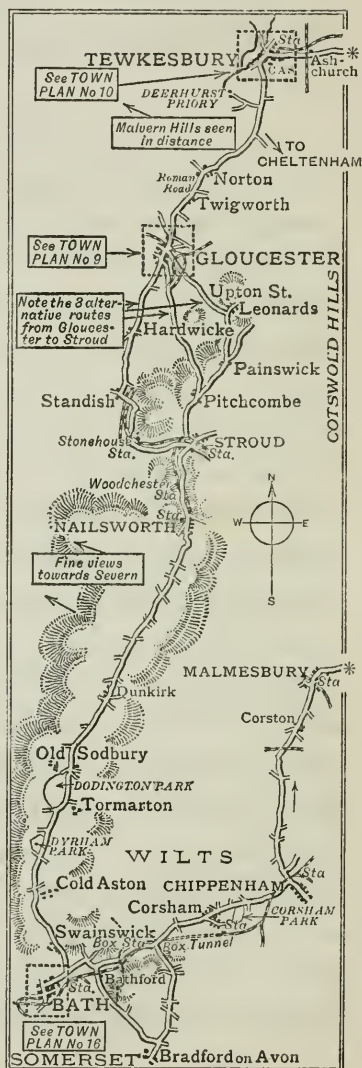 Sta
TEWKESBURY
GAS
Ash-
church
See TOWN
PLAN No 10
DEERHURST
PRIORY
Malvern Hills seen
in distance
TO
CHELTENHAM
Roman
Road
Norton
Twigworth
See TOWN
PLAN No 9
GLOUCESTER
Note the 3 alter-
native routes
from Glouces-
ter to Stroud
Upton St.
Leonards
Hardwicke
COTSWOLD HILLS
Painswick
Standish
Pitchcombe
Stonehouse
Sta.
STROUD
Sta.
Woodchester
Sta
Sta.
NAILSWORTH
N
W
E
S
Fine views
towards Severn
MALMESBURY
Sta
Dunkirk
Corston
Old Sodbury
DODINGTON PARK
Tormarton
DYRHAM
PARK
WILTS
Cold Aston
CHIPPENHAM
Sta
Corsham
CORSHAM
PARK
Sta
Swainswick
Box Sta
Box Tunnel
Sta.
Bathford
BATH
See TOWN
PLAN No 16
SOMERSET
Bradford on Avon